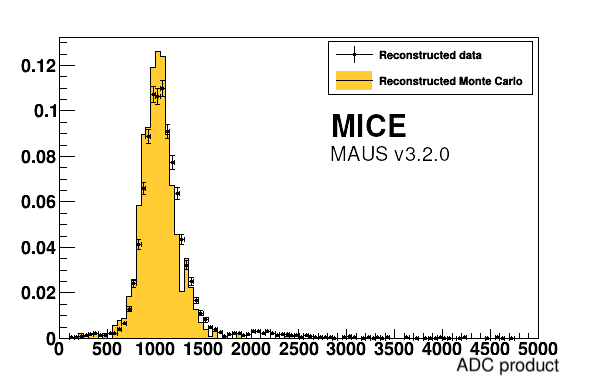 Reconstructed data
Reconstructed Monte Carlo
MICE
MAUS v3.2.0
0.12
0.1
0.08
0.06
0.04
0.02
0
0 500 1000 1500 2000 2500 3000 3500 4000 4500 5000
ADC product